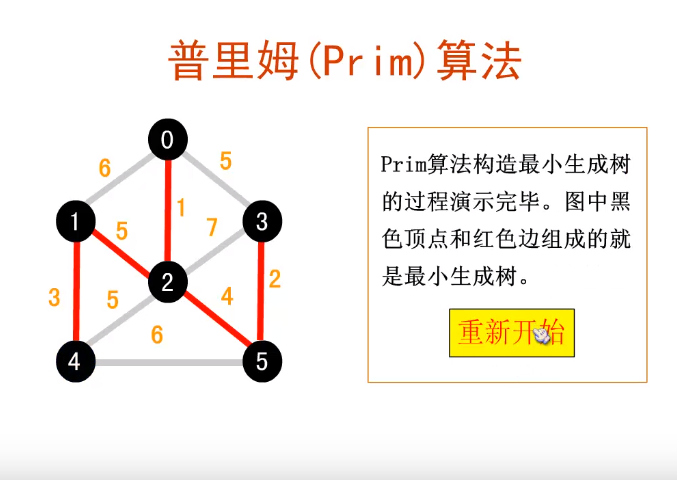 普里姆(Prim)算法
0
6
5
1
1
5
7
3
2
3
5
4
2
6
4
5
Prim算法构造最小生成树
的过程演示完毕。图中黑
色顶点和红色边组成的就
是最小生成树。
重新开始